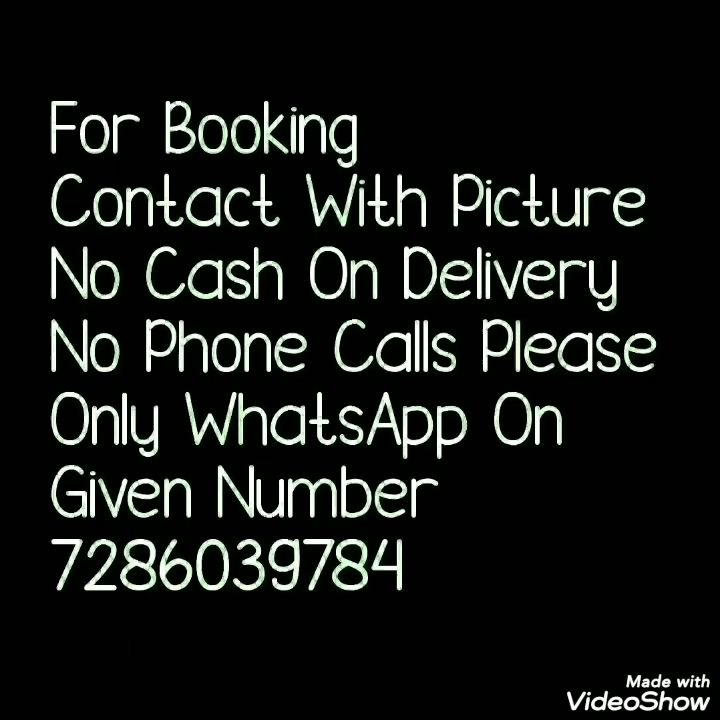 For Booking
Contact With Picture
No Cash On Delivery
No Phone Calls Please
Only WhatsApp On
Given Number
7286039784
Made with
VideoShow